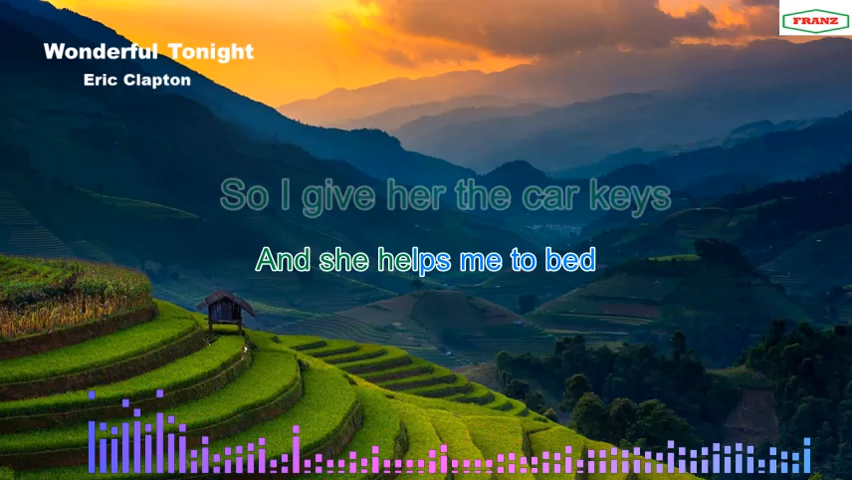 FRANZ
Wonderful Tonight
Eric Clapton
So I give her the car keys
And she helps me to bed